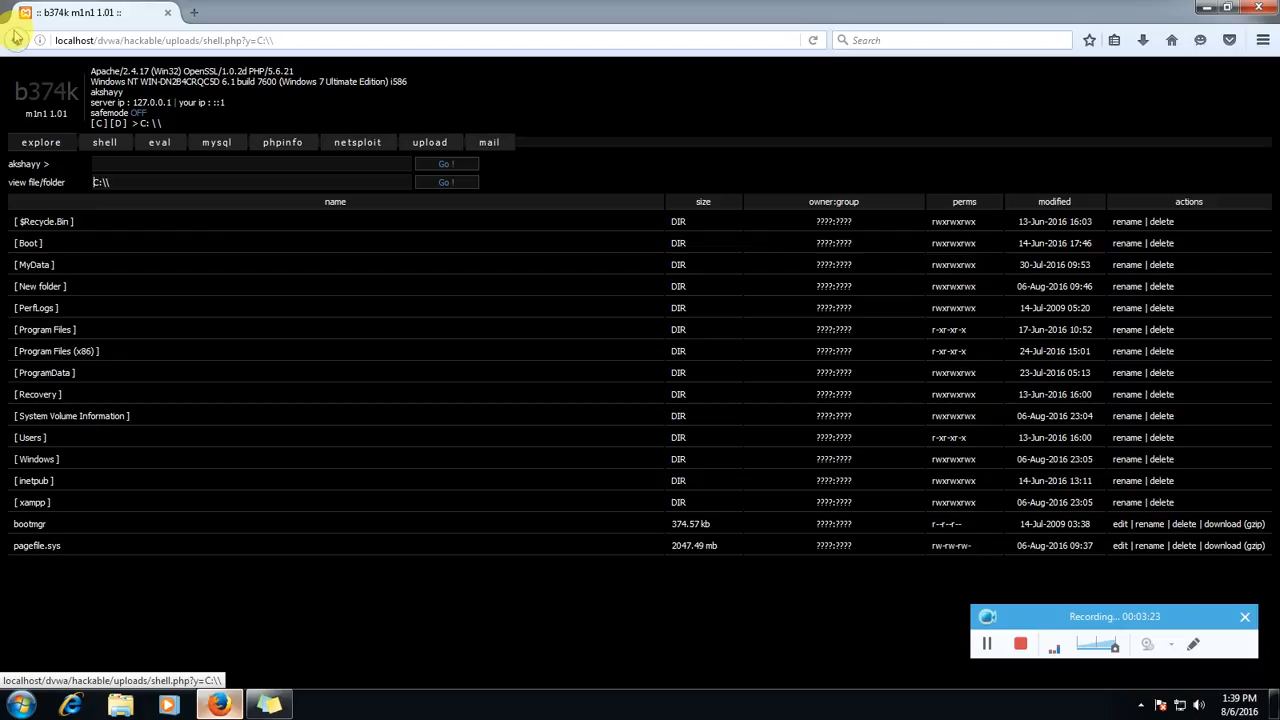 :: b374k m1n1 1.01 ::
localhost/dvwa/hackable/uploads/shell.php?y=C:\\
Search
b374k
m1n1 1.01
Apache/2.4.17 (Win32) OpenSSL/1.0.2d PHP/5.6.21
Windows NT WIN-DN2B4CRQC5D 6.1 build 7600 (Windows 7 Ultimate Edition) i586
akshayy
server ip : 127.0.0.1 | your ip : ::1
safemode OFF
[ C ] [ D ] > C: \ \
explore shell eval mysql phpinfo netsploit upload mail
akshayy > Go !
view file/folder C:\\ Go !
name size owner:group perms modified actions
[ $Recycle.Bin ] DIR ????:???? rwxrwxrwx 13-Jun-2016 16:03 rename | delete
[ Boot ] DIR ????:???? rwxrwxrwx 14-Jun-2016 17:46 rename | delete
[ MyData ] DIR ????:???? rwxrwxrwx 30-Jul-2016 09:53 rename | delete
[ New folder ] DIR ????:???? rwxrwxrwx 06-Aug-2016 09:46 rename | delete
[ PerfLogs ] DIR ????:???? rwxrwxrwx 14-Jul-2009 05:20 rename | delete
[ Program Files ] DIR ????:???? r-xr-xr-x 17-Jun-2016 10:52 rename | delete
[ Program Files (x86) ] DIR ????:???? r-xr-xr-x 24-Jul-2016 15:01 rename | delete
[ ProgramData ] DIR ????:???? rwxrwxrwx 23-Jul-2016 05:13 rename | delete
[ Recovery ] DIR ????:???? rwxrwxrwx 13-Jun-2016 16:00 rename | delete
[ System Volume Information ] DIR ????:???? rwxrwxrwx 06-Aug-2016 23:04 rename | delete
[ Users ] DIR ????:???? r-xr-xr-x 13-Jun-2016 16:00 rename | delete
[ Windows ] DIR ????:???? rwxrwxrwx 06-Aug-2016 23:05 rename | delete
[ inetpub ] DIR ????:???? rwxrwxrwx 14-Jun-2016 13:11 rename | delete
[ xampp ] DIR ????:???? rwxrwxrwx 06-Aug-2016 23:05 rename | delete
bootmgr 374.57 kb ????:???? r--r--r-- 14-Jul-2009 03:38 edit | rename | delete | download (gzip)
pagefile.sys 2047.49 mb ????:???? rw-rw-rw- 06-Aug-2016 09:37 edit | rename | delete | download (gzip)
Recording... 00:03:23
localhost/dvwa/hackable/uploads/shell.php?y=C:\\
1:39 PM
8/6/2016